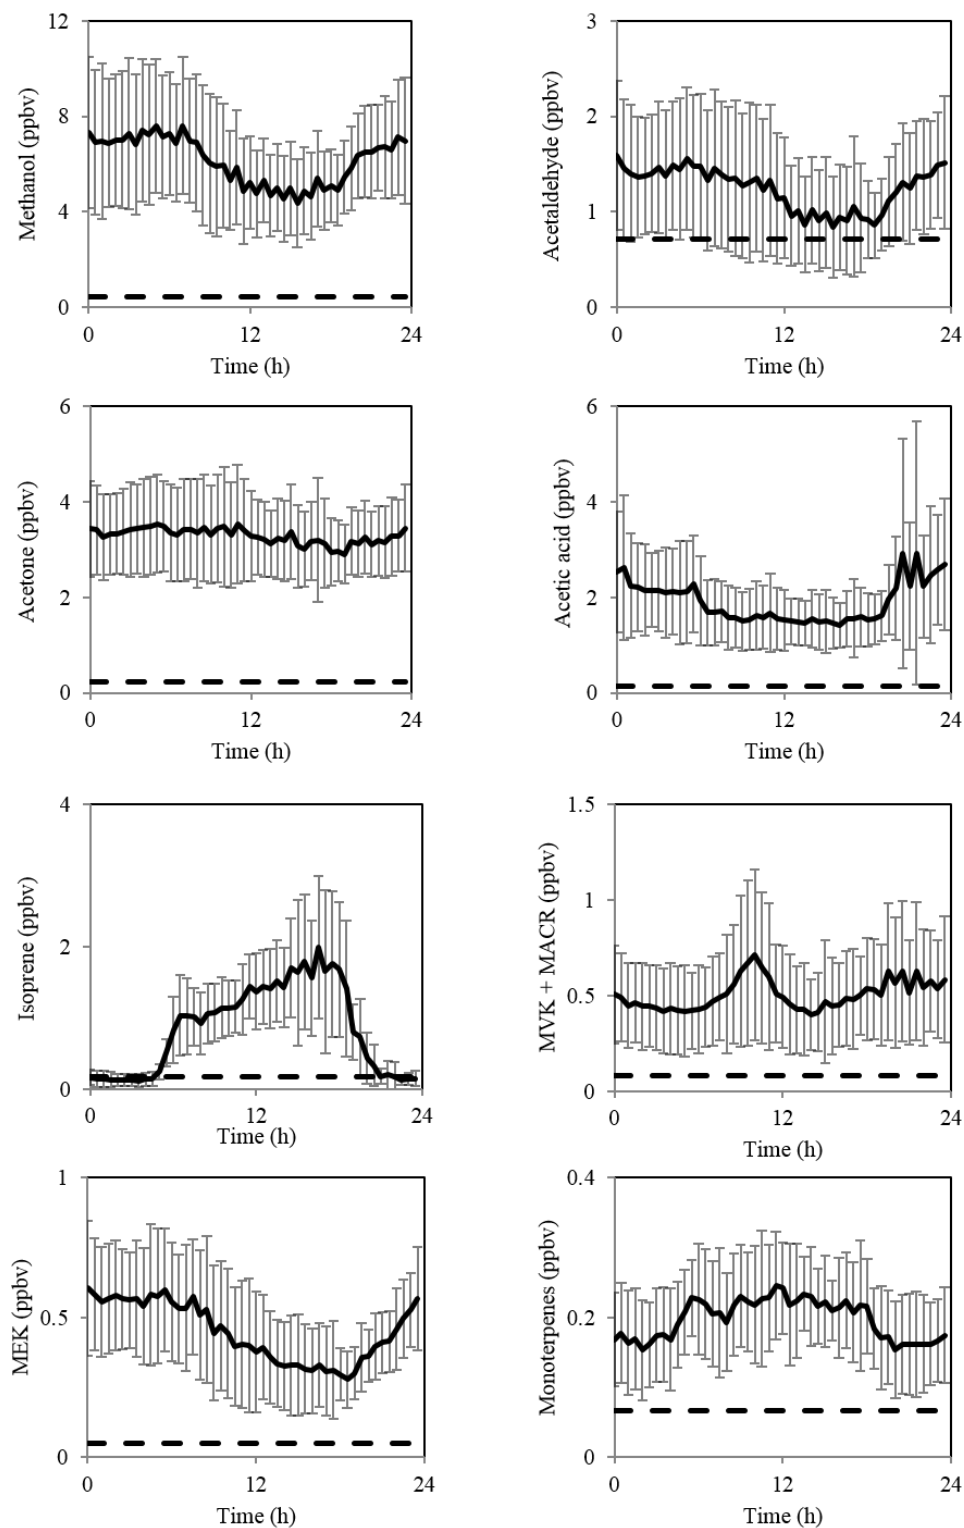 12
8
4
0
Methanol (ppbv)
0 12 24
Time (h)
3
2
1
0
Acetaldehyde (ppbv)
0 12 24
Time (h)
6
4
2
0
Acetone (ppbv)
0 12 24
Time (h)
6
4
2
0
Acetic acid (ppbv)
0 12 24
Time (h)
4
2
0
Isoprene (ppbv)
0 12 24
Time (h)
1.5
1
0.5
0
MVK + MACR (ppbv)
0 12 24
Time (h)
1
0.5
0
MEK (ppbv)
0 12 24
Time (h)
0.4
0.2
0
Monoterpenes (ppbv)
0 12 24
Time (h)